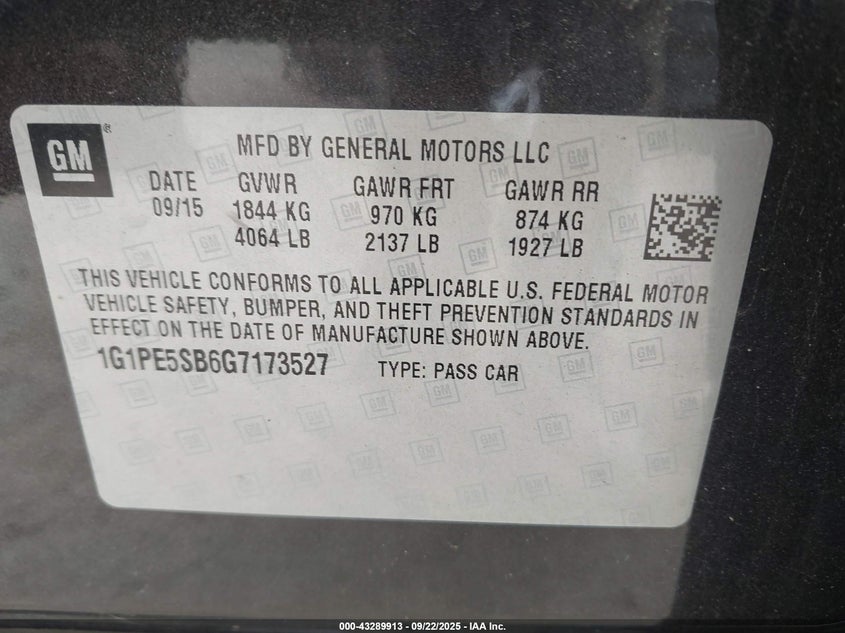 GM
MFD BY GENERAL MOTORS LLC
DATE GVWR GAWR FRT GAWR RR
09/15 1844 KG 970 KG 874 KG
4064 LB 2137 LB 1927 LB
THIS VEHICLE CONFORMS TO ALL APPLICABLE U.S. FEDERAL MOTOR
VEHICLE SAFETY, BUMPER, AND THEFT PREVENTION STANDARDS IN
EFFECT ON THE DATE OF MANUFACTURE SHOWN ABOVE.
1G1PE5SB6G7173527 TYPE: PASS CAR
000-43289913 - 09/22/2025 - IAA Inc.